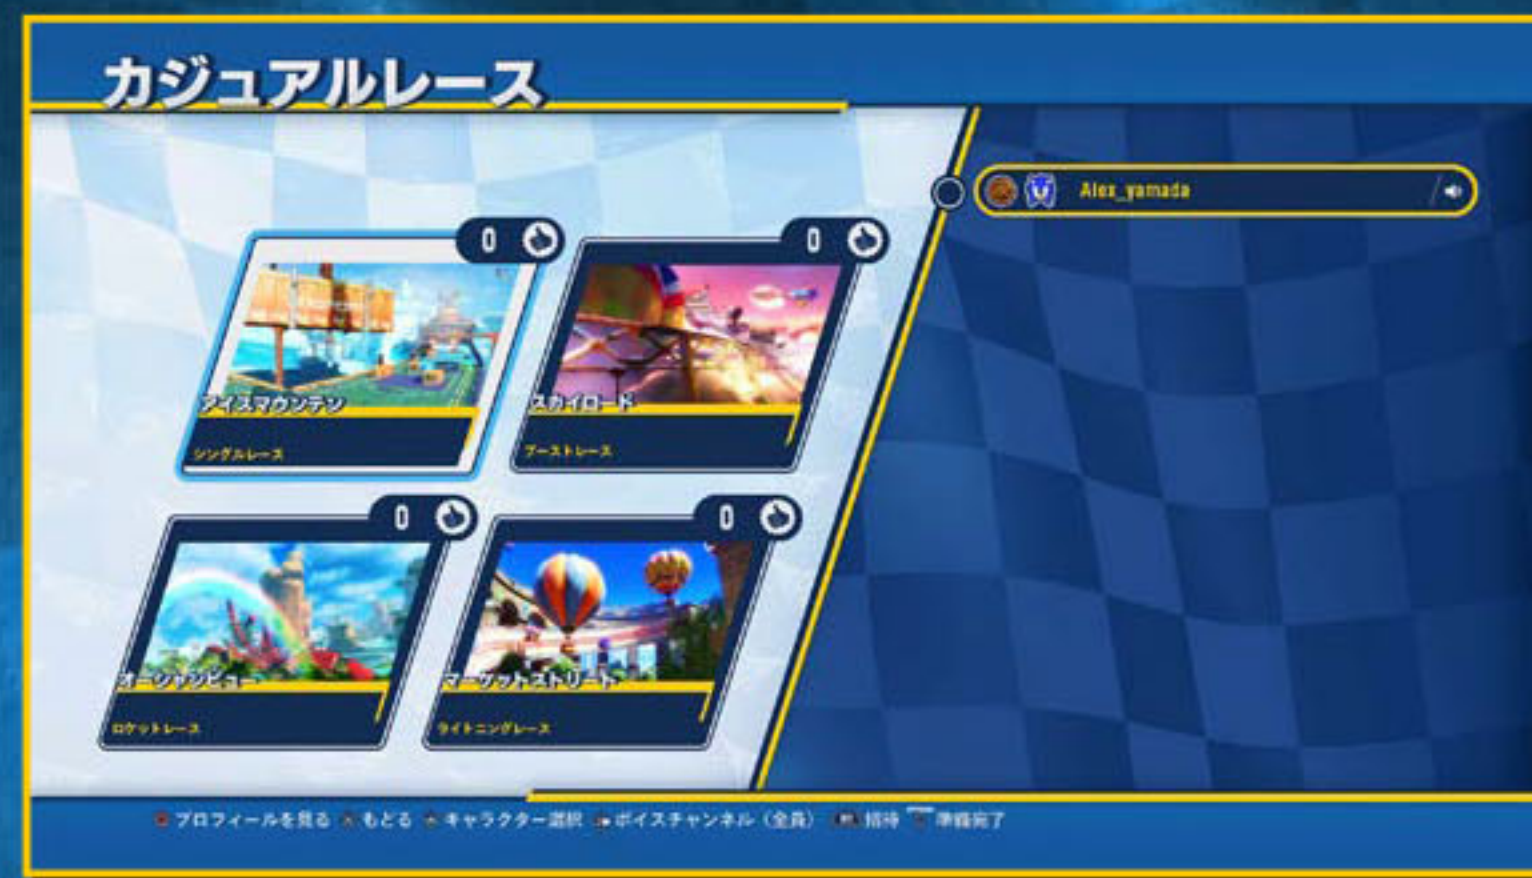 カジュアルレース
Alex_yamada
0
0
アイスマウンテン
スカイロード
シングルレース
ブーストレース
0
0
オーシャンビュー
マーケットストリート
ロケットレース
ライトニングレース
プロフィールを見る もどる キャラクター選択 ボイスチャンネル（全員） 招待 準備完了